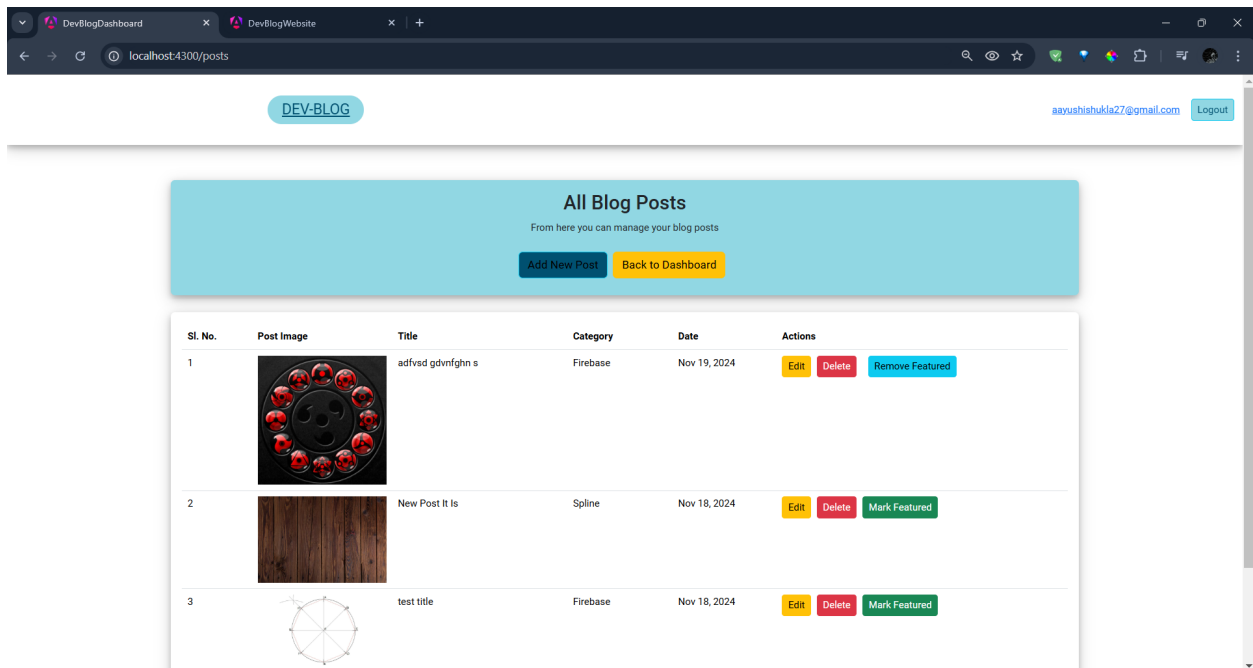 DevBlogDashboard
DevBlogWebsite
localhost:4300/posts
DEV-BLOG
aayushishukla27@gmail.com Logout
All Blog Posts
From here you can manage your blog posts
Add New Post Back to Dashboard
Sl. No. Post Image Title Category Date Actions
1 adfvsd gdvnfghn s Firebase Nov 19, 2024 Edit Delete Remove Featured
2 New Post It Is Spline Nov 18, 2024 Edit Delete Mark Featured
3 test title Firebase Nov 18, 2024 Edit Delete Mark Featured